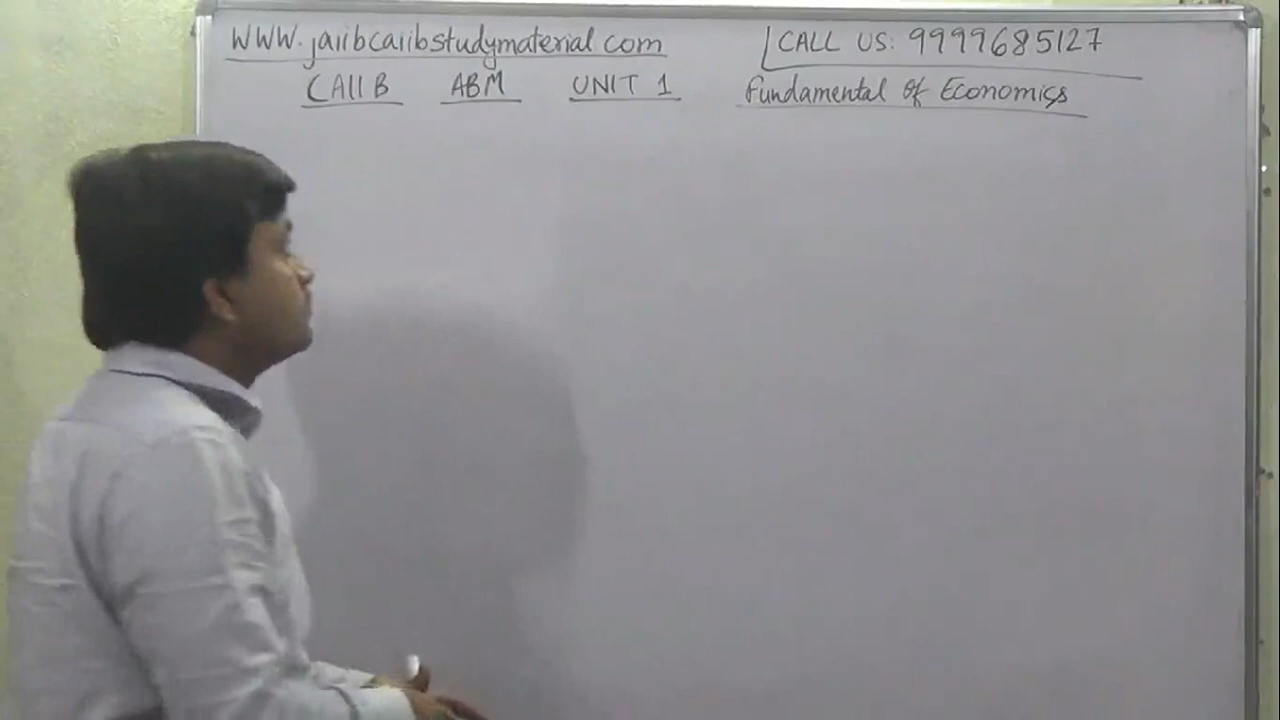 WWW.jaiibcaiibstudymaterial.com CALL US: 9999685127
CAIIB ABM UNIT 1 Fundamental Of Economics